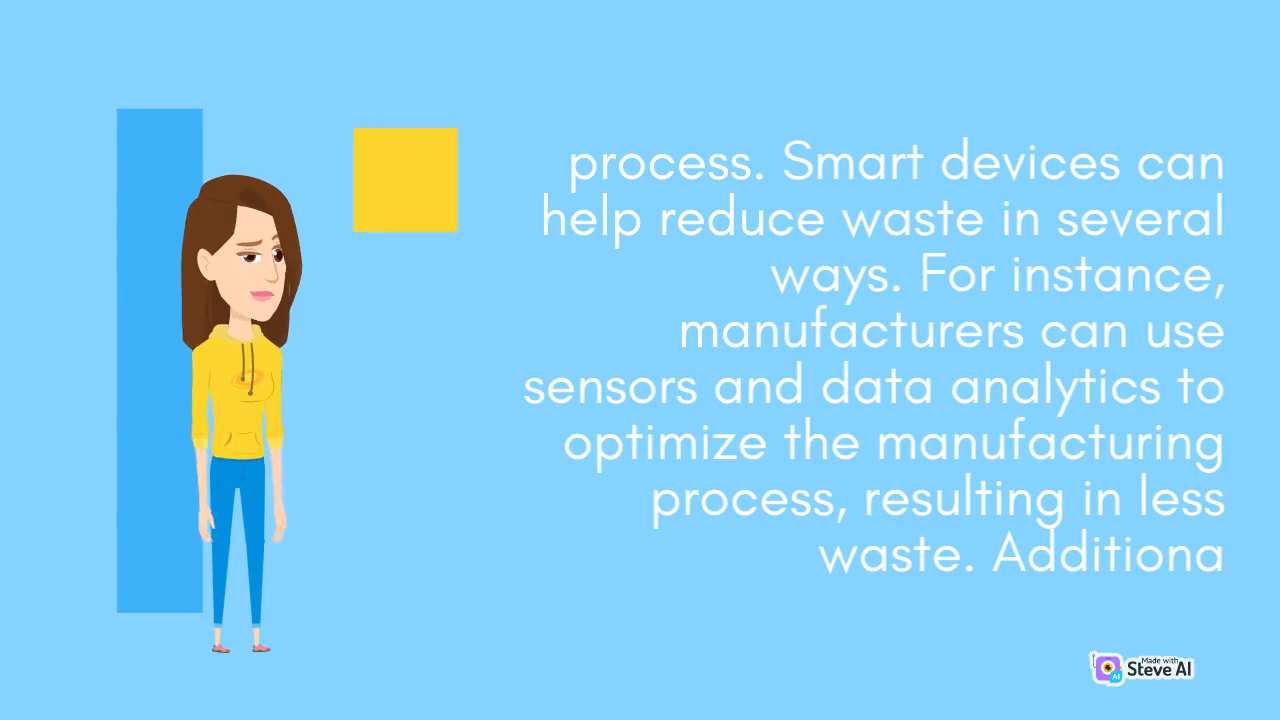 process. Smart devices can
help reduce waste in several
ways. For instance,
manufacturers can use
sensors and data analytics to
optimize the manufacturing
process, resulting in less
waste. Additiona
Made with
Steve AI
AI